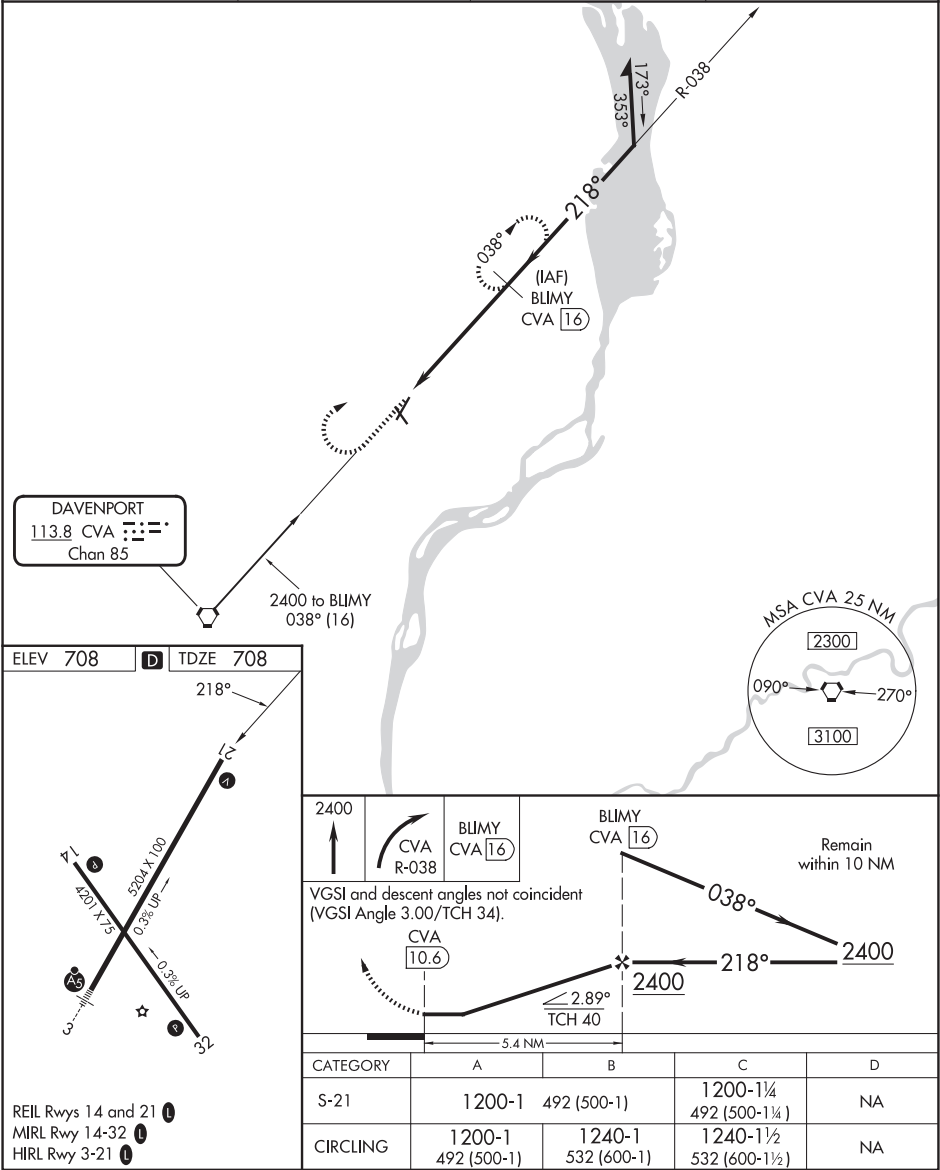 173°
353°
R-038
218°
038°
(IAF)
BLIMY
CVA 16
DAVENPORT
113.8 CVA
Chan 85
2400 to BLIMY
038° (16)
MSA CVA 25 NM
2300
090°
270°
3100
ELEV 708 D TDZE 708
218°
21
V
14
P
5204 X 100
4201 X 75
0.3% UP
0.3% UP
A5
3
P
32
REIL Rwys 14 and 21 L
MIRL Rwy 14-32 L
HIRL Rwy 3-21 L
2400
CVA
R-038
BLIMY
CVA 16
BLIMY
CVA 16
Remain
within 10 NM
VGSI and descent angles not coincident
(VGSI Angle 3.00/TCH 34).
038°
CVA
10.6
2400
218°
2400
2.89°
TCH 40
5.4 NM
CATEGORY A B C D
S-21 1200-1 492 (500-1) 1200-1¼ 492 (500-1¼) NA
CIRCLING 1200-1 492 (500-1) 1240-1 532 (600-1) 1240-1½ 532 (600-1½) NA